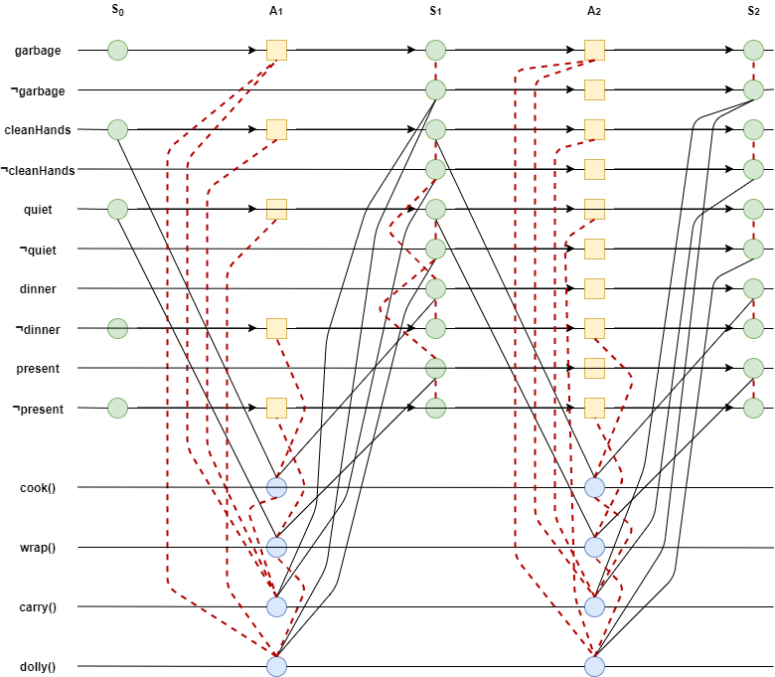 S0 A1 S1 A2 S2
garbage
¬garbage
cleanHands
¬cleanHands
quiet
¬quiet
dinner
¬dinner
present
¬present
cook()
wrap()
carry()
dolly()